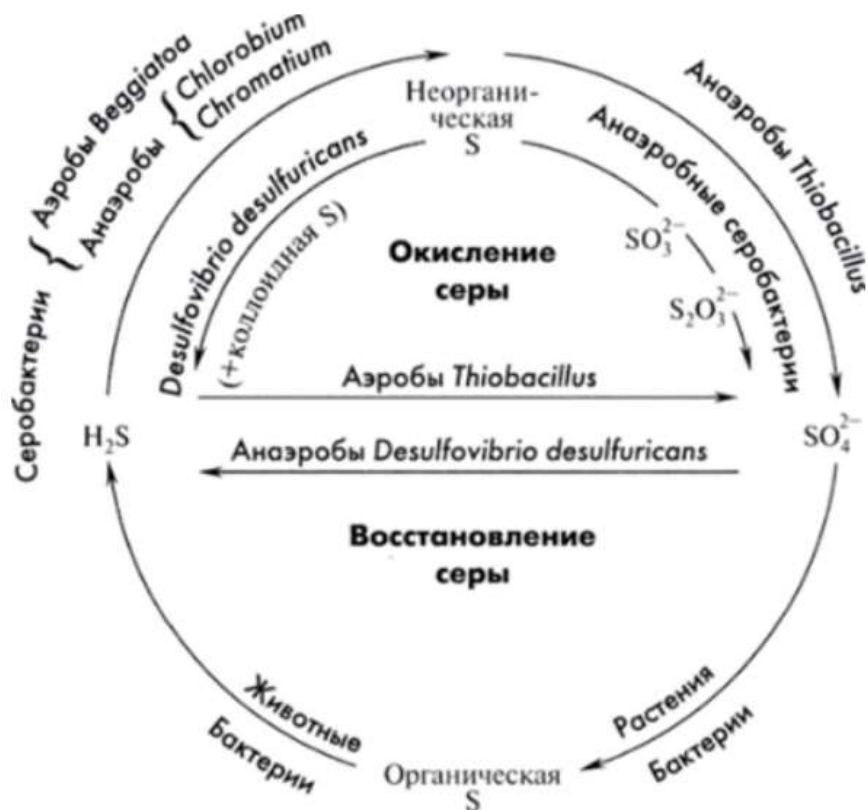 Серобактерии
Аэробы Beggiatoa
Анаэробы
Chlorobium
Chromatium
Неоргани-
ческая
S
Анаэробы Thiobacillus
Анаэробные серобактерии
Desulfovibrio desulfuricans
(+коллоидная S)
Окисление
серы
SO₃²⁻
S₂O₃²⁻
Аэробы Thiobacillus
H₂S
SO₄²⁻
Анаэробы Desulfovibrio desulfuricans
Восстановление
серы
Животные
Бактерии
Растения
Бактерии
Органическая
S